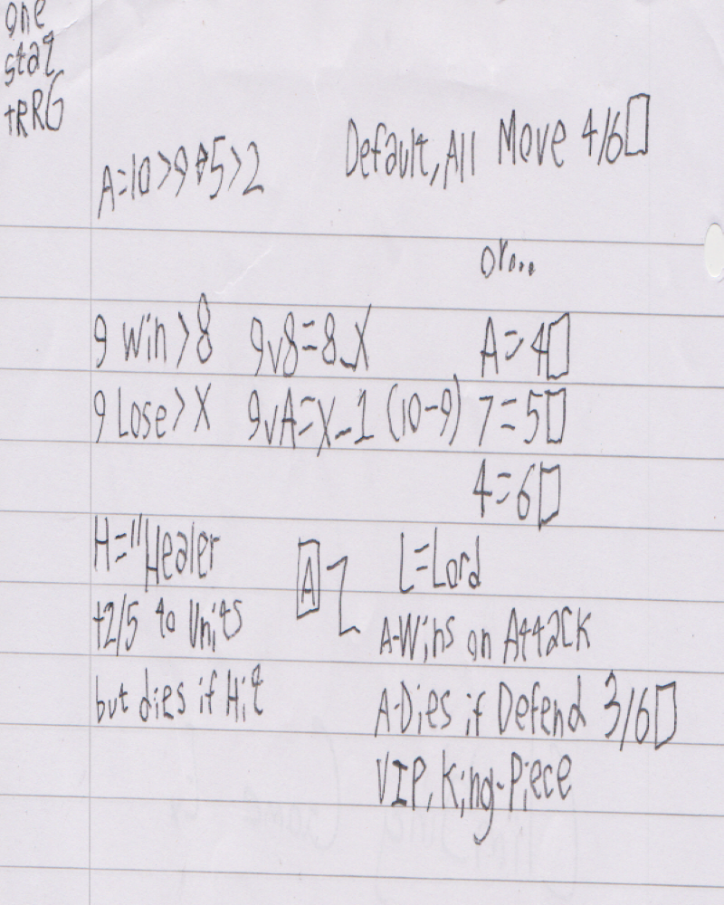 one
stat
tRRG
A=10>9→5>2
Default, All Move 4/6▯
or...
9 Win>8 9v8=8-X A=>4▯
9 Lose>X 9vA=X-1 (10-9) 7=5▯
4=6▯
H="Healer
+2/5 to Units
but dies if Hit
A
L=Lord
A-Wins on Attack
A-Dies if Defend 3/6▯
VIP, King-Piece